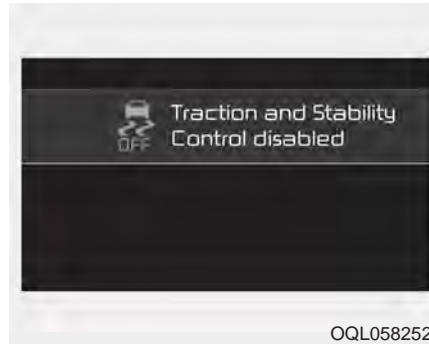 Traction and Stability
OFF Control disabled
OQL058252